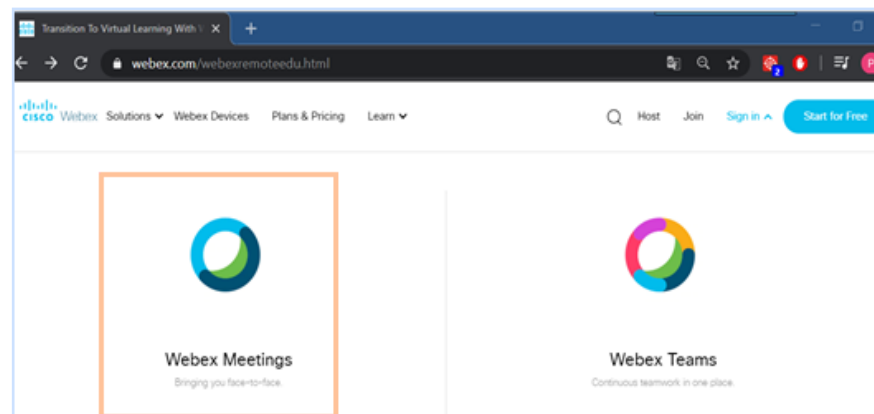 Transition To Virtual Learning With
webex.com/webexremoteedu.html
2
P
cisco Webex Solutions Webex Devices Plans & Pricing Learn Host Join Sign in Start for Free
Webex Meetings Webex Teams
Bringing you face-to-face. Continuous teamwork in one place.